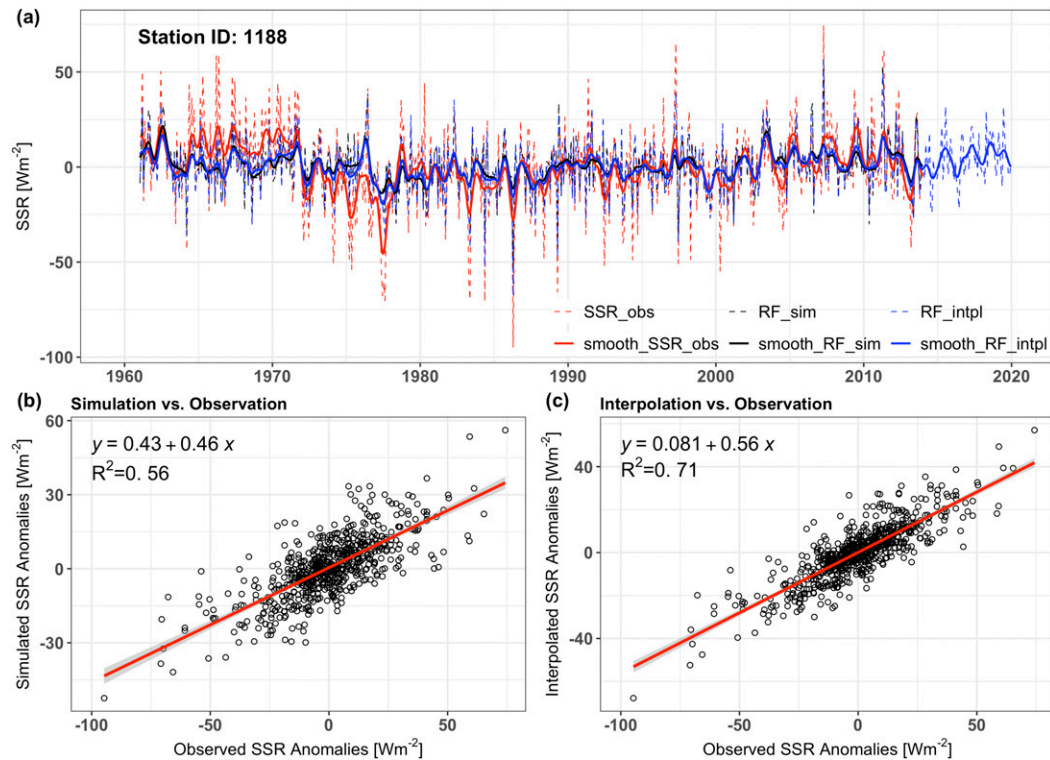 (a)
Station ID: 1188
SSR [Wm-2]
50
0
-50
-100
SSR_obs RF_sim RF_intpl
smooth_SSR_obs smooth_RF_sim smooth_RF_intpl
1960 1970 1980 1990 2000 2010 2020
(b) Simulation vs. Observation
y = 0.43 + 0.46 x
R2=0. 56
Simulated SSR Anomalies [Wm-2]
60
30
0
-30
-100 -50 0 50
Observed SSR Anomalies [Wm-2]
(c) Interpolation vs. Observation
y = 0.081 + 0.56 x
R2=0. 71
Interpolated SSR Anomalies [Wm-2]
40
0
-40
-100 -50 0 50
Observed SSR Anomalies [Wm-2]